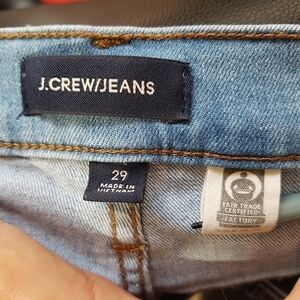 J.CREW/JEANS
29
MADE IN
VIETNAM
FAIR TRADE
CERTIFIED
FACTORY